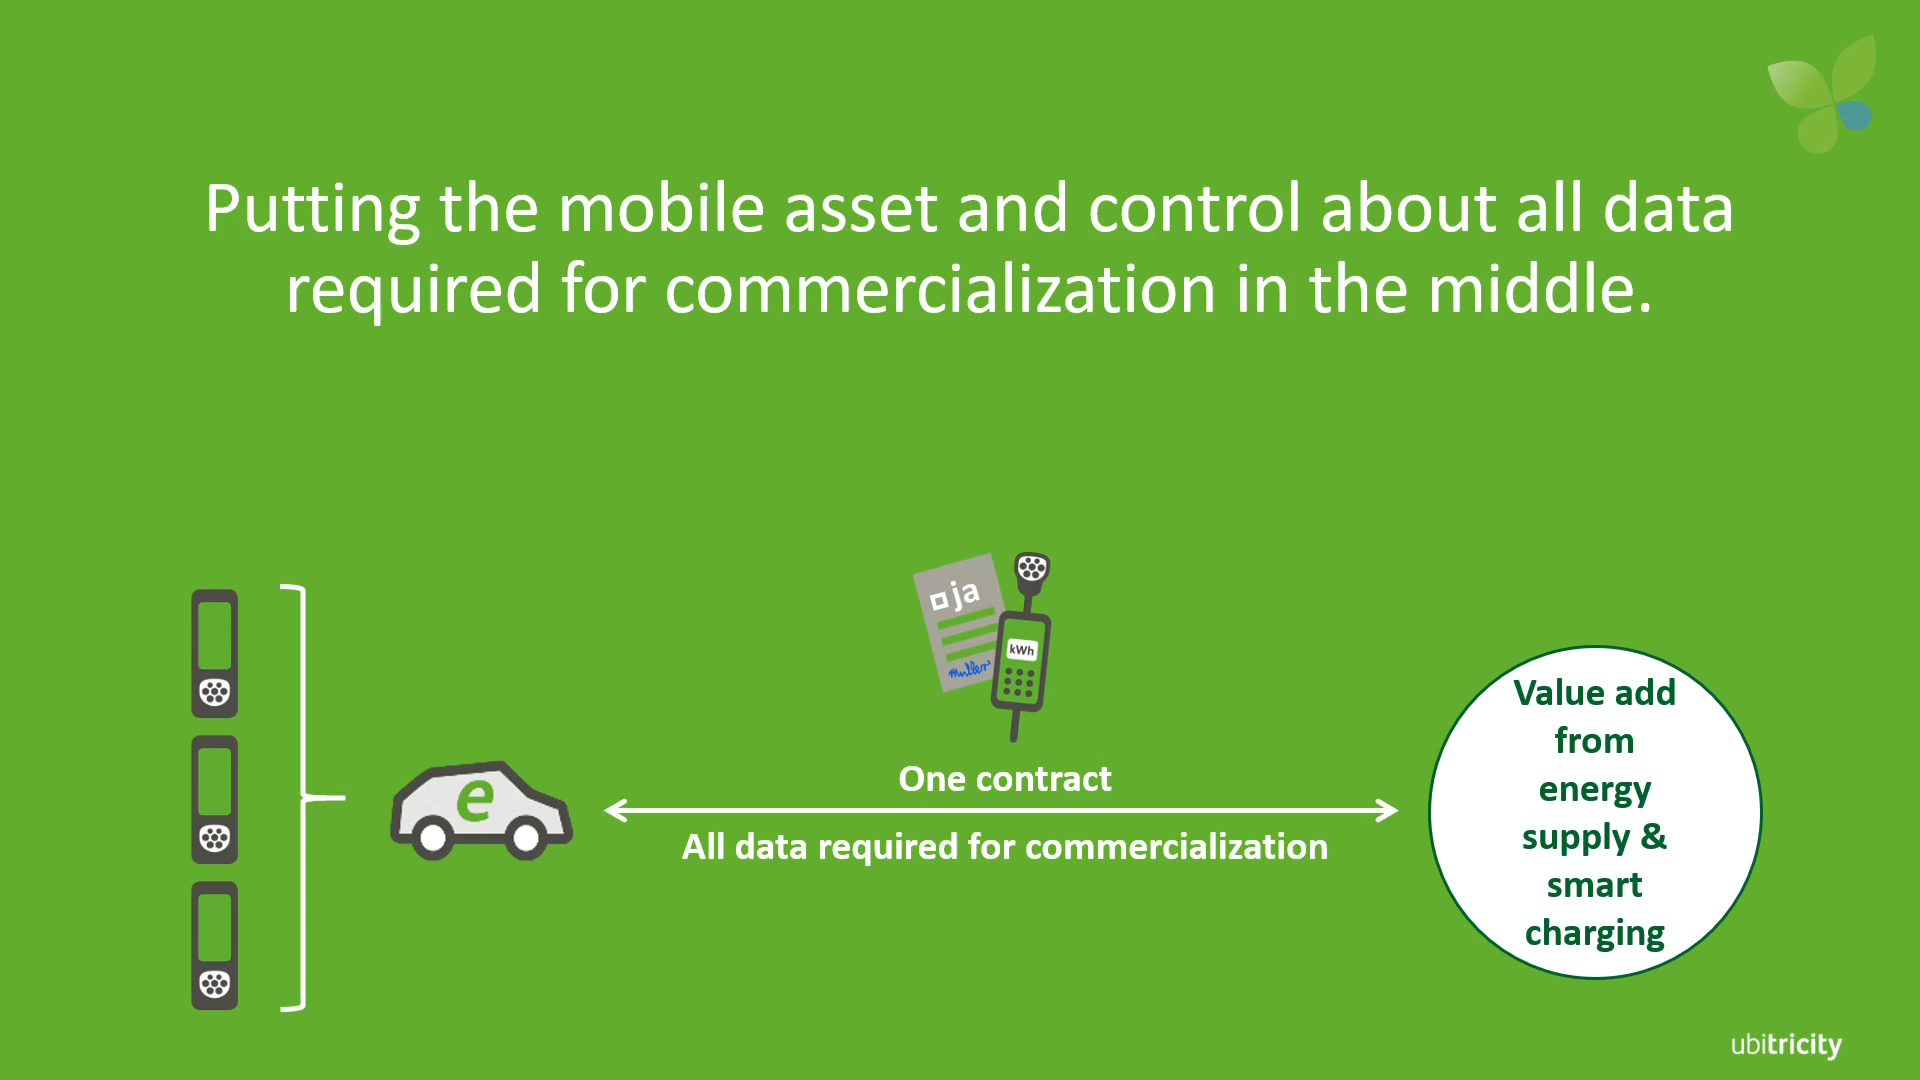 Putting the mobile asset and control about all data
required for commercialization in the middle.
ja
muller
kWh
One contract
All data required for commercialization
e
Value add
from
energy
supply &
smart
charging
ubitricity